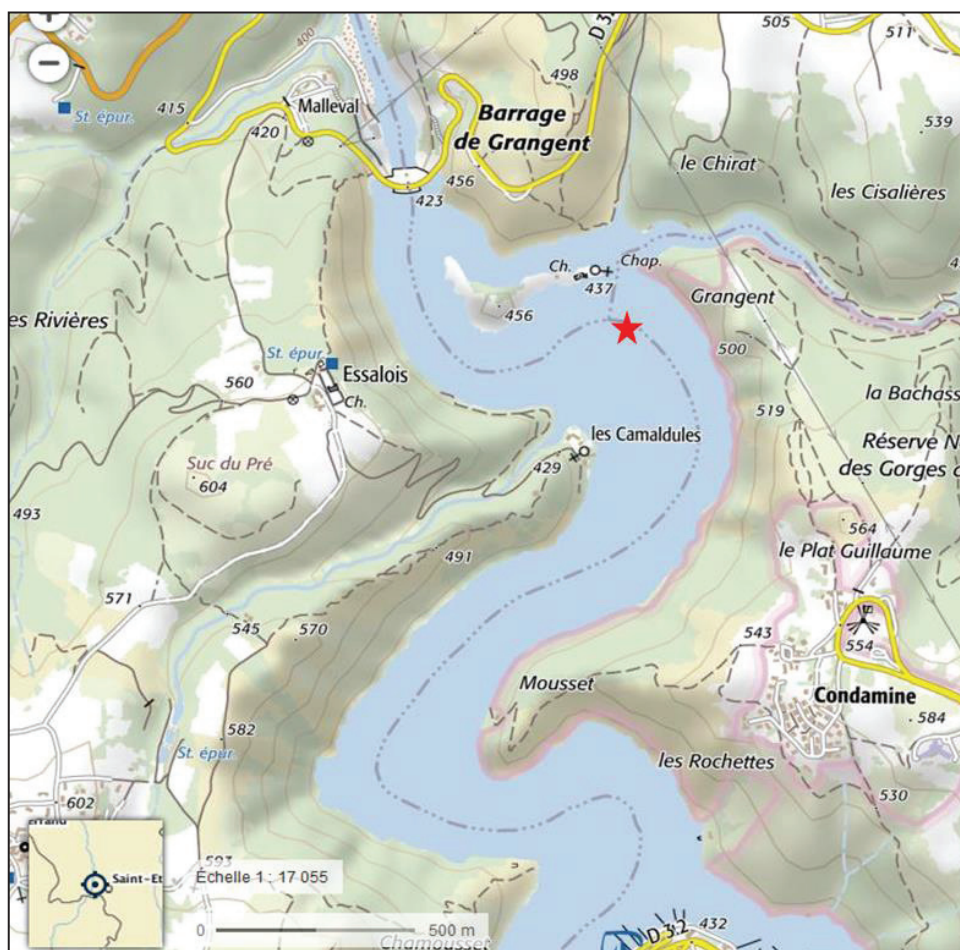 505
511
D 3.2
400
498
539
415
Malleval
St. épur.
Barrage
de Grangent
420
le Chirat
456
les Cisalières
423
Ch.
Chap.
437
Grangent
456
es Rivières
500
St. épur.
Essalois
560
Ch.
519
la Bachass
les Camaldules
Réserve N
des Gorges
Suc du Pré
604
429
493
564
491
le Plat Guillaume
571
545
570
543
554
Mousset
Condamine
582
584
St. épur.
les Rochettes
530
602
errand
Saint-Et
593
Échelle 1 : 17 055
0
500 m
Chamousset
D 3.2
432